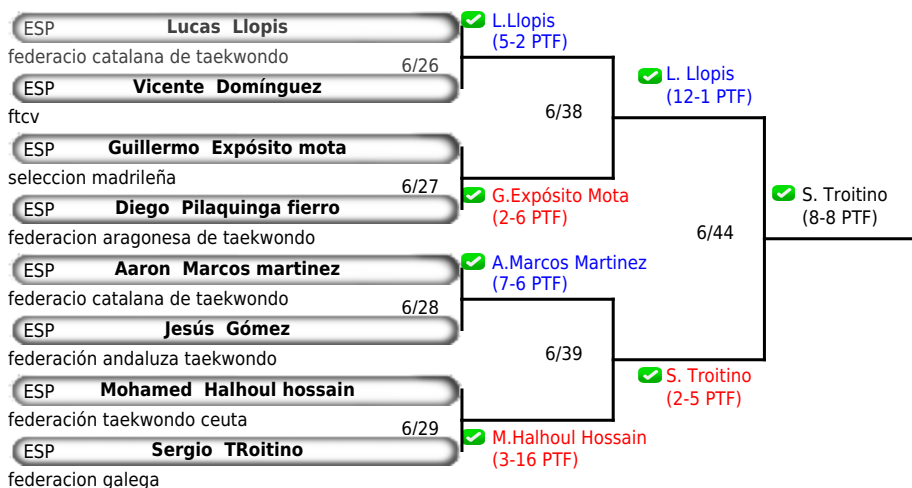 ESP Lucas Llopis
federacio catalana de taekwondo
6/26
ESP Vicente Domínguez
ftcv
ESP Guillermo Expósito mota
seleccion madrileña
6/27
ESP Diego Pilaquinga fierro
federacion aragonesa de taekwondo
ESP Aaron Marcos martinez
federacio catalana de taekwondo
6/28
ESP Jesús Gómez
federación andaluza taekwondo
ESP Mohamed Halhoul hossain
federación taekwondo ceuta
6/29
ESP Sergio TRoitino
federacion galega
L.Llopis
(5-2 PTF)
6/38
G.Expósito Mota
(2-6 PTF)
A.Marcos Martinez
(7-6 PTF)
6/39
M.Halhoul Hossain
(3-16 PTF)
L. Llopis
(12-1 PTF)
6/44
S. Troitino
(2-5 PTF)
S. Troitino
(8-8 PTF)